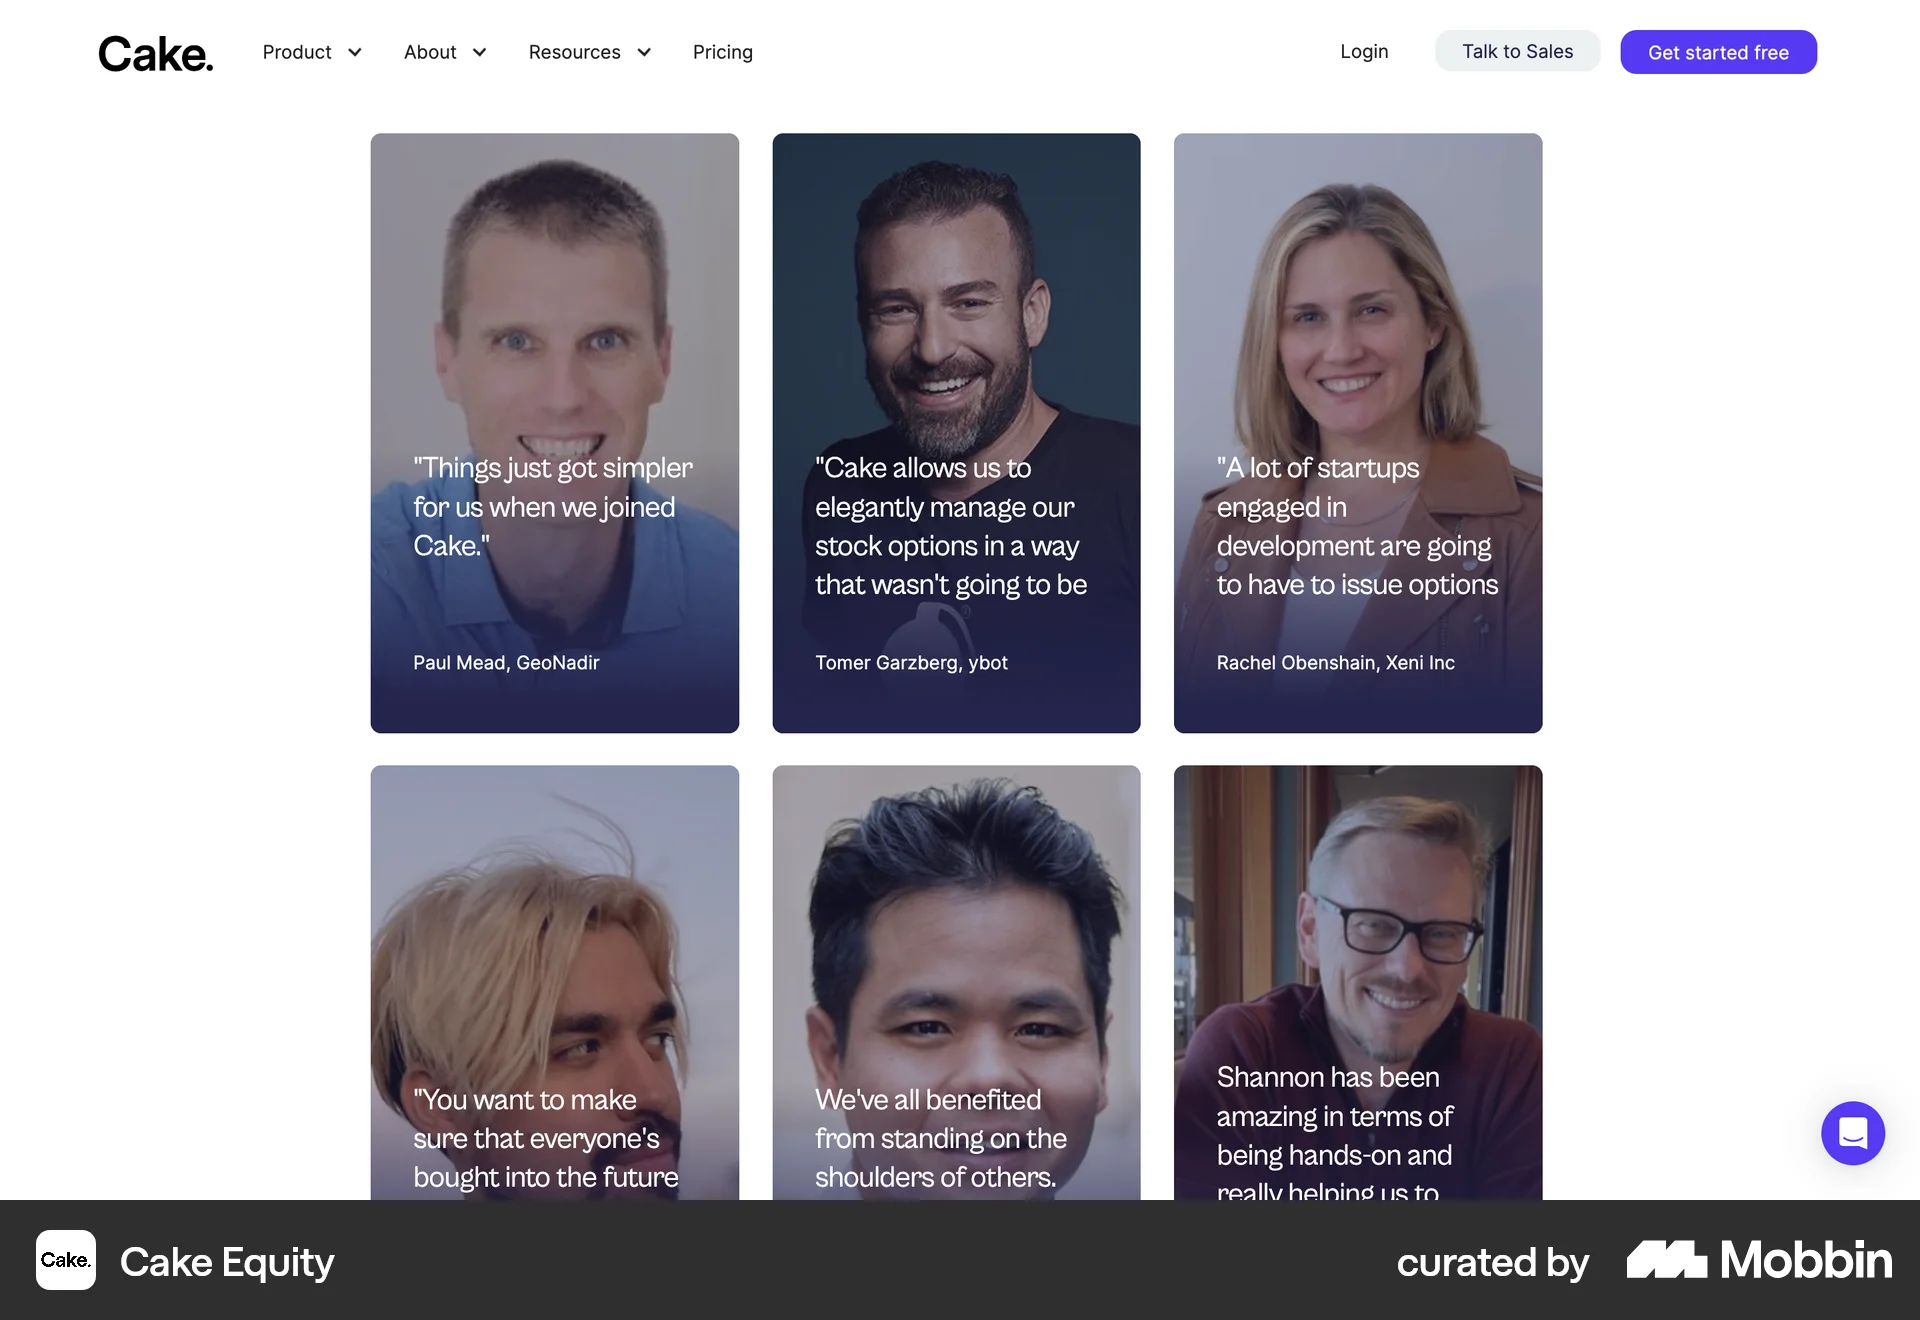 Cake.
Product
About
Resources
Pricing
Login
Talk to Sales
Get started free
"Things just got simpler
for us when we joined
Cake."
Paul Mead, GeoNadir
"Cake allows us to
elegantly manage our
stock options in a way
that wasn't going to be
Tomer Garzberg, ybot
"A lot of startups
engaged in
development are going
to have to issue options
Rachel Obenshain, Xeni Inc
"You want to make
sure that everyone's
bought into the future
We've all benefited
from standing on the
shoulders of others.
Shannon has been
amazing in terms of
being hands-on and
really helping us to
Cake.
Cake Equity
curated by
Mobbin